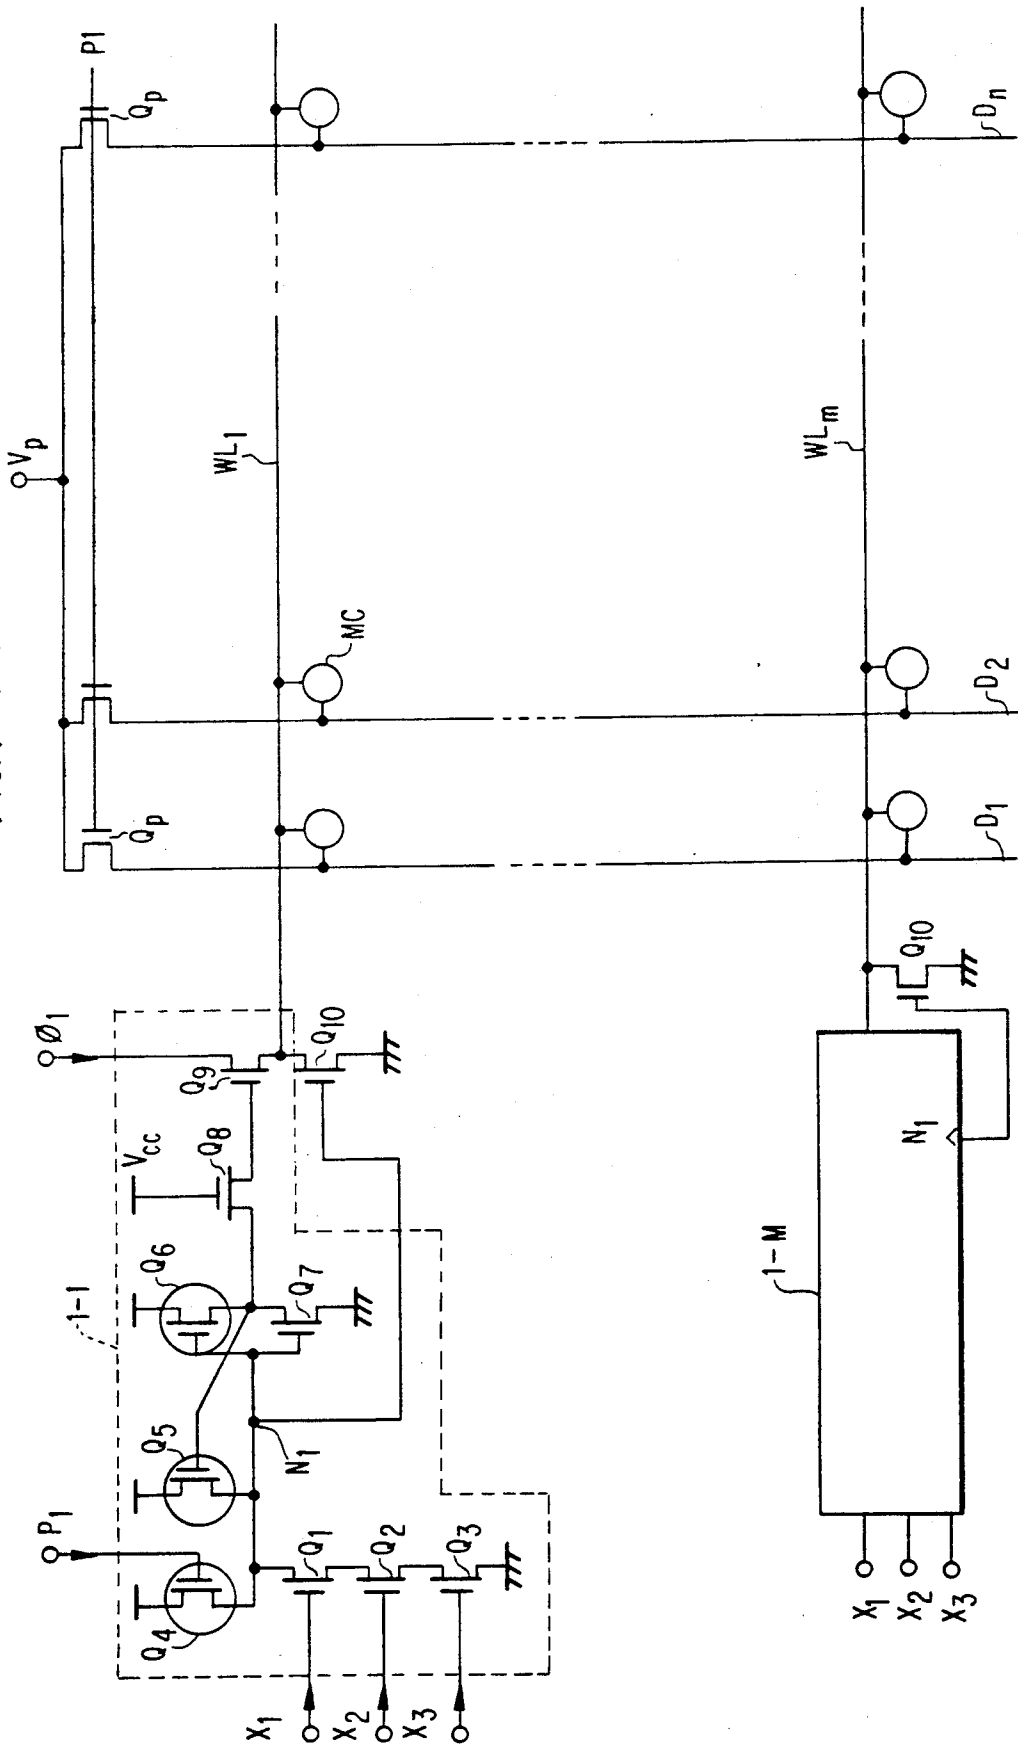 P1
Vp
Qp
Qp
WL1
MC
Ø1
Q9
Q10
Vcc
Q8
Q6
Q7
1-1
Q5
N1
P1
Q4
Q1
Q2
Q3
X1
X2
X3
Dn
WLm
D2
D1
Q10
N1
1-M
X1
X2
X3